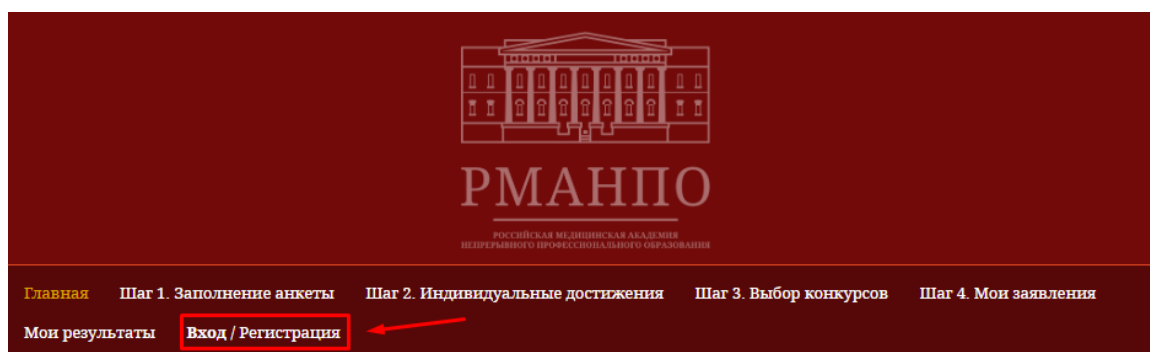 РМАНПО
РОССИЙСКАЯ МЕДИЦИНСКАЯ АКАДЕМИЯ
НЕПРЕРЫВНОГО ПРОФЕССИОНАЛЬНОГО ОБРАЗОВАНИЯ
Главная Шаг 1. Заполнение анкеты Шаг 2. Индивидуальные достижения Шаг 3. Выбор конкурсов Шаг 4. Мои заявления
Мои результаты Вход / Регистрация